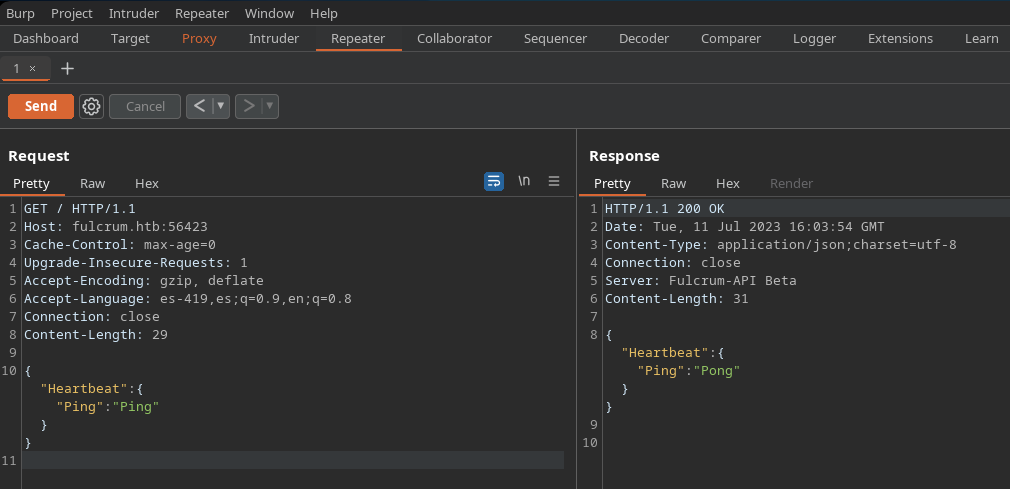 Burp Project Intruder Repeater Window Help
Dashboard Target Proxy Intruder Repeater Collaborator Sequencer Decoder Comparer Logger Extensions Learn
1 × +
Send Cancel < ▼ > ▼
Request
Pretty Raw Hex \n
1 GET / HTTP/1.1
2 Host: fulcrum.htb:56423
3 Cache-Control: max-age=0
4 Upgrade-Insecure-Requests: 1
5 Accept-Encoding: gzip, deflate
6 Accept-Language: es-419,es;q=0.9,en;q=0.8
7 Connection: close
8 Content-Length: 29
9
10 {
"Heartbeat":{
"Ping":"Ping"
}
}
11
Response
Pretty Raw Hex Render
1 HTTP/1.1 200 OK
2 Date: Tue, 11 Jul 2023 16:03:54 GMT
3 Content-Type: application/json;charset=utf-8
4 Connection: close
5 Server: Fulcrum-API Beta
6 Content-Length: 31
7
8 {
"Heartbeat":{
"Ping":"Pong"
}
}
9
10